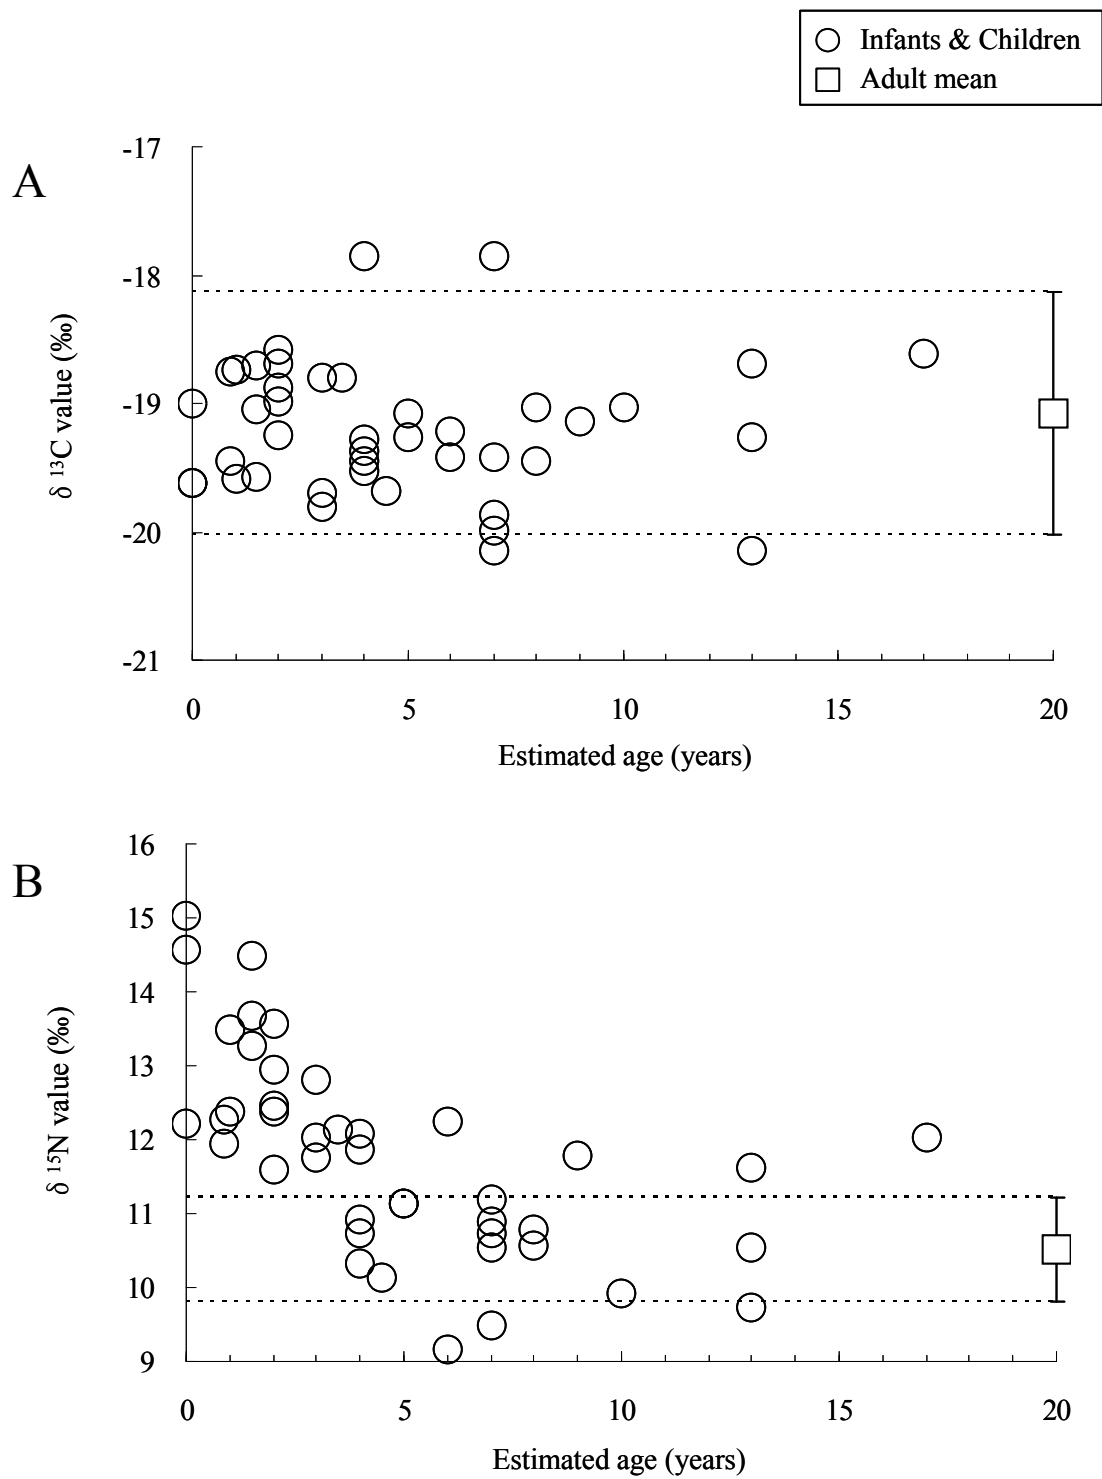 Infants & Children
Adult mean
A
-17
-18
-19
-20
-21
δ ¹³C value (‰)
0 5 10 15 20
Estimated age (years)
B
16
15
14
13
12
11
10
9
δ ¹⁵N value (‰)
0 5 10 15 20
Estimated age (years)